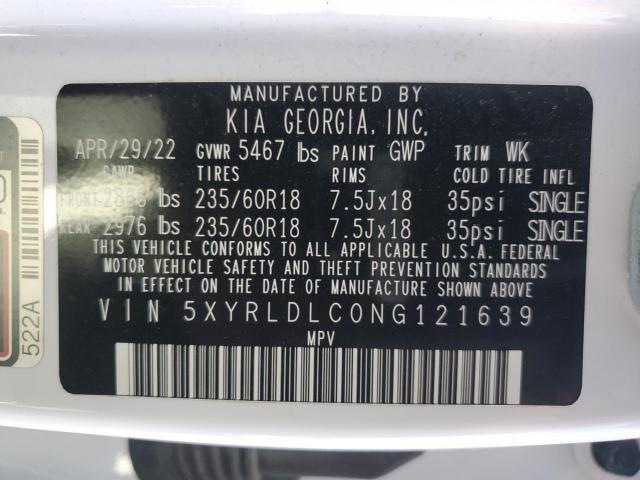 MANUFACTURED BY
KIA GEORGIA, INC.
APR/29/22 GVWR 5467 lbs PAINT GWP TRIM WK
GAWR TIRES RIMS COLD TIRE INFL
FRONT lbs 235/60R18 7.5Jx18 35psi SINGLE
REAR 2976 lbs 235/60R18 7.5Jx18 35psi SINGLE
THIS VEHICLE CONFORMS TO ALL APPLICABLE U.S.A. FEDERAL
MOTOR VEHICLE SAFETY AND THEFT PREVENTION STANDARDS
IN EFFECT ON THE DATE OF MANUFACTURE SHOWN ABOVE.
VIN 5XYRLDLC0NG121639
MPV
522A